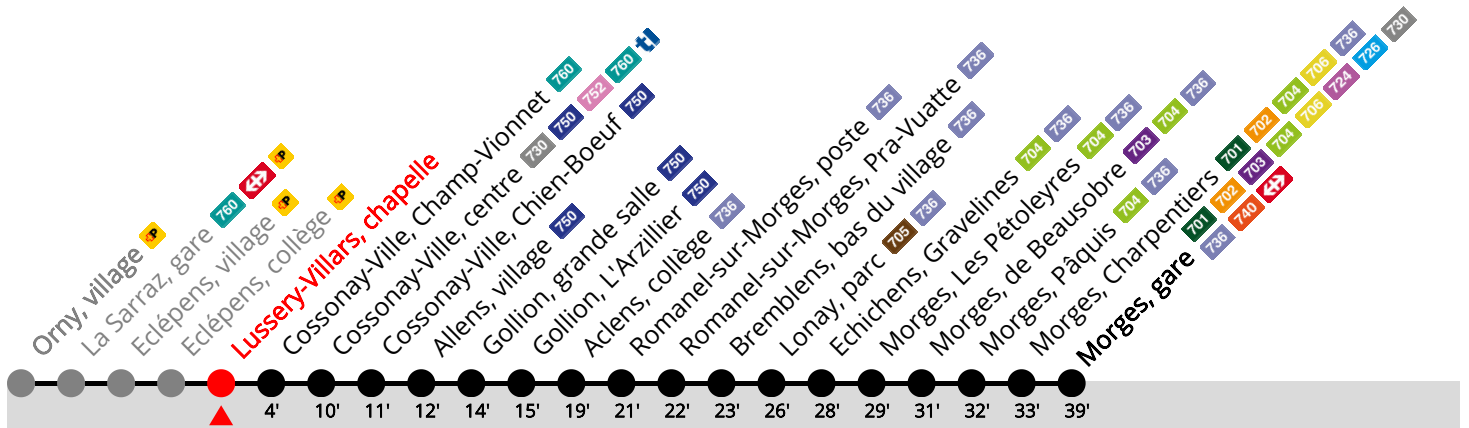 Orny, village P
La Sarraz, gare 760 P
Eclépens, village P
Eclépens, collège P
Lussery-Villars, chapelle
Cossonay-Ville, Champ-Vionnet 760
Cossonay-Ville, centre 730 750 752 760 tl
Cossonay-Ville, Chien-Boeuf 750
Allens, village 750
Gollion, grande salle 750
Gollion, L'Arzillier 750
Aclens, collège 736
Romanel-sur-Morges, poste 736
Romanel-sur-Morges, Pra-Vuatte 736
Bremblens, bas du village 736
Lonay, parc 705 736
Echichens, Gravelines 704 736
Morges, Les Pétoleyres 704 736
Morges, de Beausobre 703 704 736
Morges, Pâquis 704 736
Morges, Charpentiers 701 702 704 706 736
Morges, gare 701 702 703 704 706 724 726 730
736 740
4' 10' 11' 12' 14' 15' 19' 21' 22' 23' 26' 28' 29' 31' 32' 33' 39'